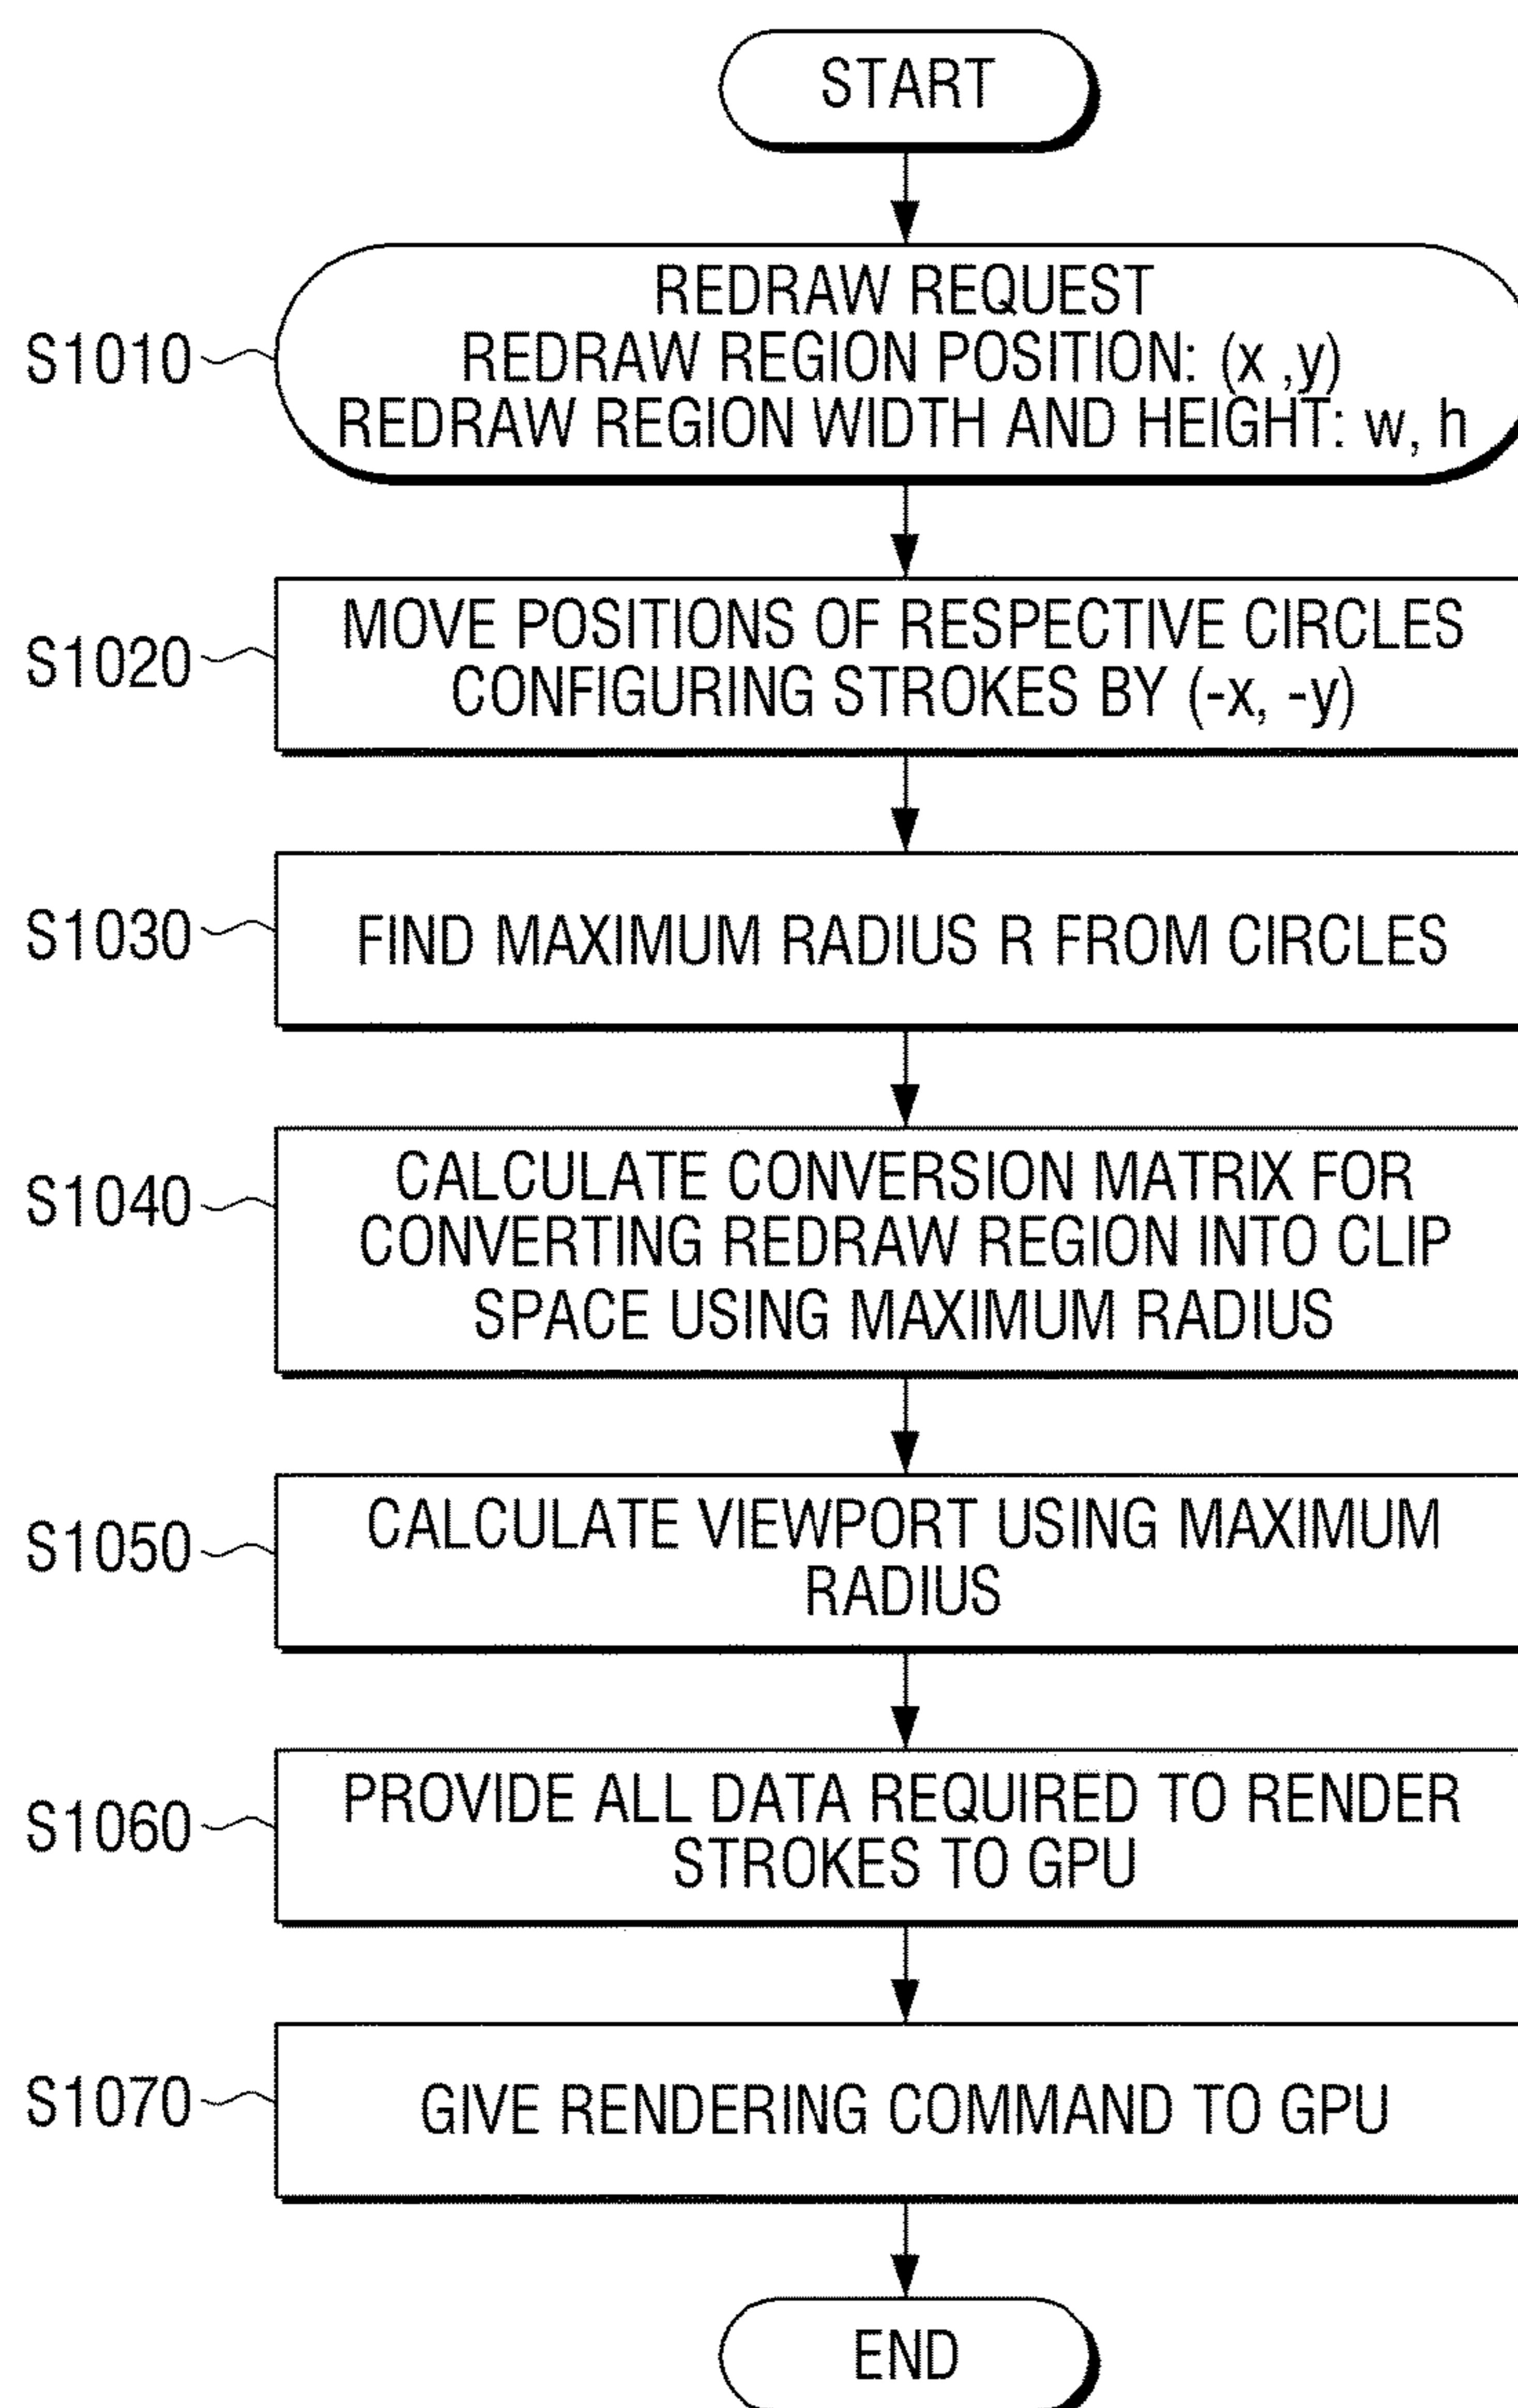 START
S1010
REDRAW REQUEST
REDRAW REGION POSITION: (x ,y)
REDRAW REGION WIDTH AND HEIGHT: w, h
S1020
MOVE POSITIONS OF RESPECTIVE CIRCLES
CONFIGURING STROKES BY (-x, -y)
S1030
FIND MAXIMUM RADIUS R FROM CIRCLES
S1040
CALCULATE CONVERSION MATRIX FOR
CONVERTING REDRAW REGION INTO CLIP
SPACE USING MAXIMUM RADIUS
S1050
CALCULATE VIEWPORT USING MAXIMUM
RADIUS
S1060
PROVIDE ALL DATA REQUIRED TO RENDER
STROKES TO GPU
S1070
GIVE RENDERING COMMAND TO GPU
END